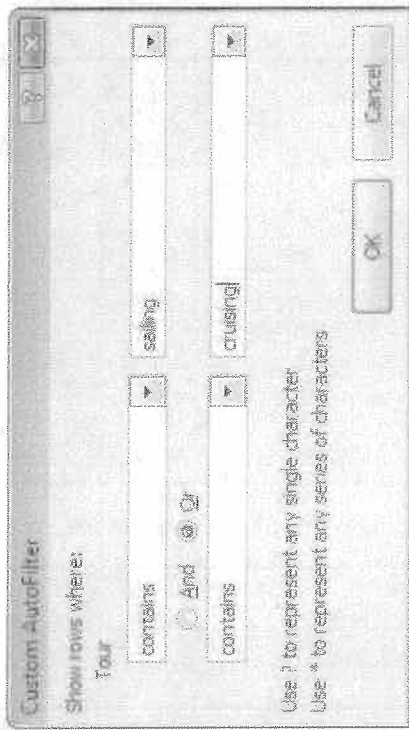 Custom AutoFilter
Show rows where:
Tour
contains sailing
And Or
contains cruising
Use ? to represent any single character
Use * to represent any series of characters
OK Cancel